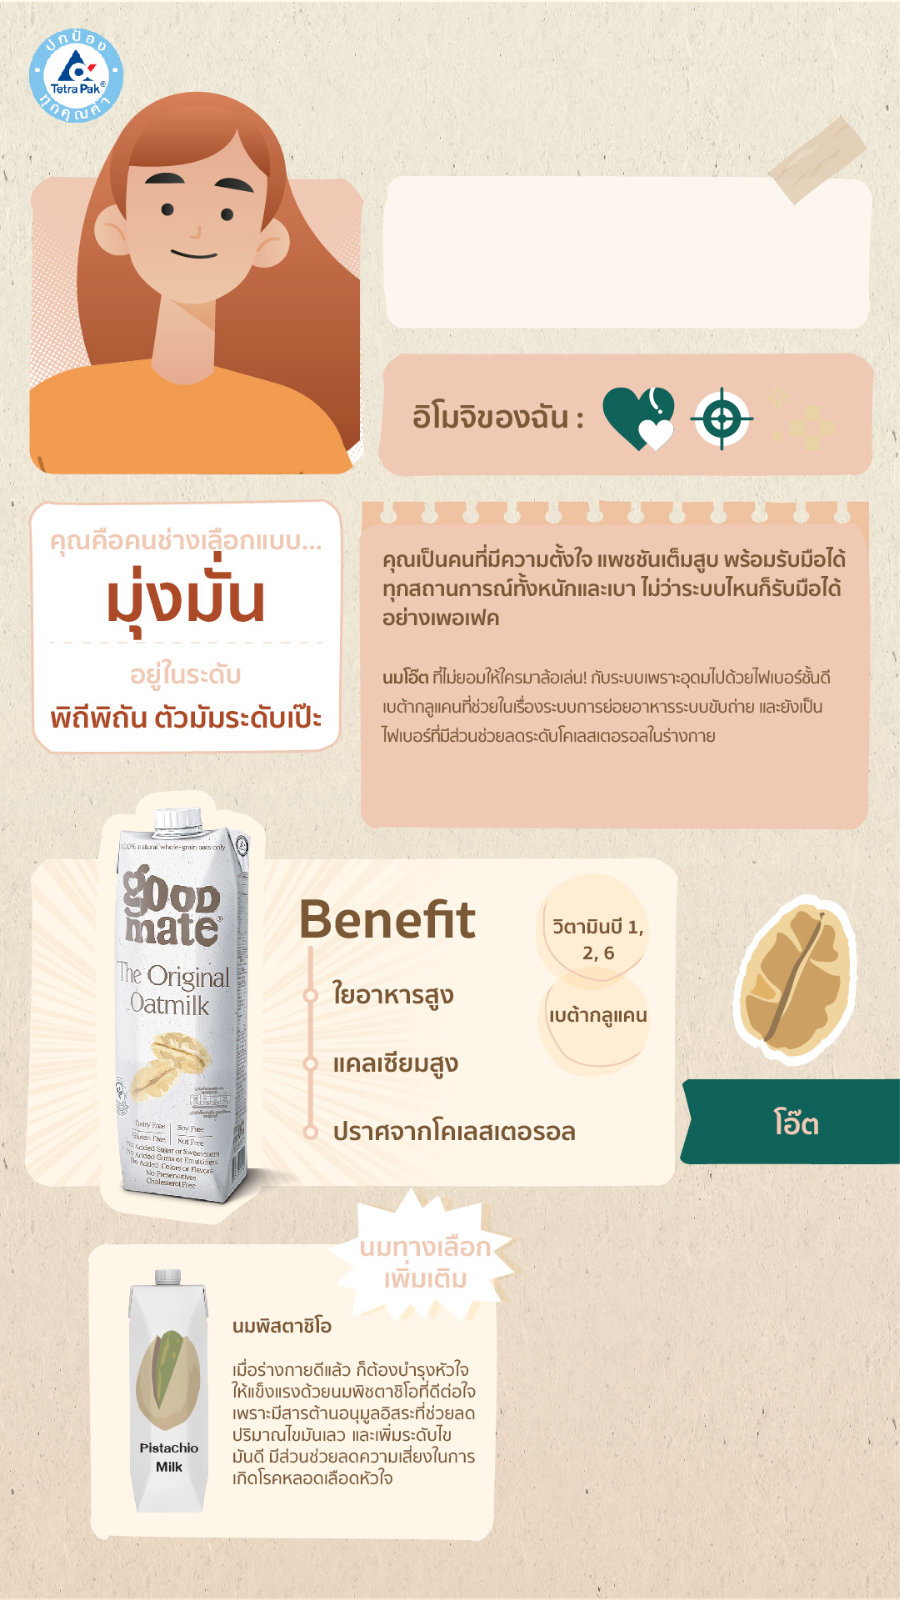 ปกป้อง
Tetra Pak®
ทุกคุณค่า
อิโมจิของฉัน :
คุณคือคนช่างเลือกแบบ...
มุ่งมั่น
อยู่ในระดับ
พิถีพิถัน ตัวมัมระดับเป๊ะ
คุณเป็นคนที่มีความตั้งใจ แพชชันเต็มสูบ พร้อมรับมือได้
ทุกสถานการณ์ทั้งหนักและเบา ไม่ว่าระบบไหนก็รับมือได้
อย่างเพอเฟค
นมโอ๊ต ที่ไม่ยอมให้ใครมาล้อเล่น! กับระบบเพราะอุดมไปด้วยไฟเบอร์ชั้นดี
เบต้ากลูแคนที่ช่วยในเรื่องระบบการย่อยอาหารระบบขับถ่าย และยังเป็น
ไฟเบอร์ที่มีส่วนช่วยลดระดับโคเลสเตอรอลในร่างกาย
100% natural whole-grain oats only
gOOD
mate®
The Original
Oatmilk
Dairy Free
Soy Free
Gluten Free
Nut Free
No Added Sugar or Sweeteners
No Added Gums or Emulsifiers
No Added Colors or Flavors
No Preservatives
Cholesterol Free
Benefit
ใยอาหารสูง
แคลเซียมสูง
ปราศจากโคเลสเตอรอล
วิตามินบี 1,
2, 6
เบต้ากลูแคน
โอ๊ต
นมทางเลือก
เพิ่มเติม
นมพิสตาชิโอ
เมื่อร่างกายดีแล้ว ก็ต้องบำรุงหัวใจ
ให้แข็งแรงด้วยนมพิชตาชิโอที่ดีต่อใจ
เพราะมีสารต้านอนุมูลอิสระที่ช่วยลด
ปริมาณไขมันเลว และเพิ่มระดับไข
มันดี มีส่วนช่วยลดความเสี่ยงในการ
เกิดโรคหลอดเลือดหัวใจ
Pistachio
Milk